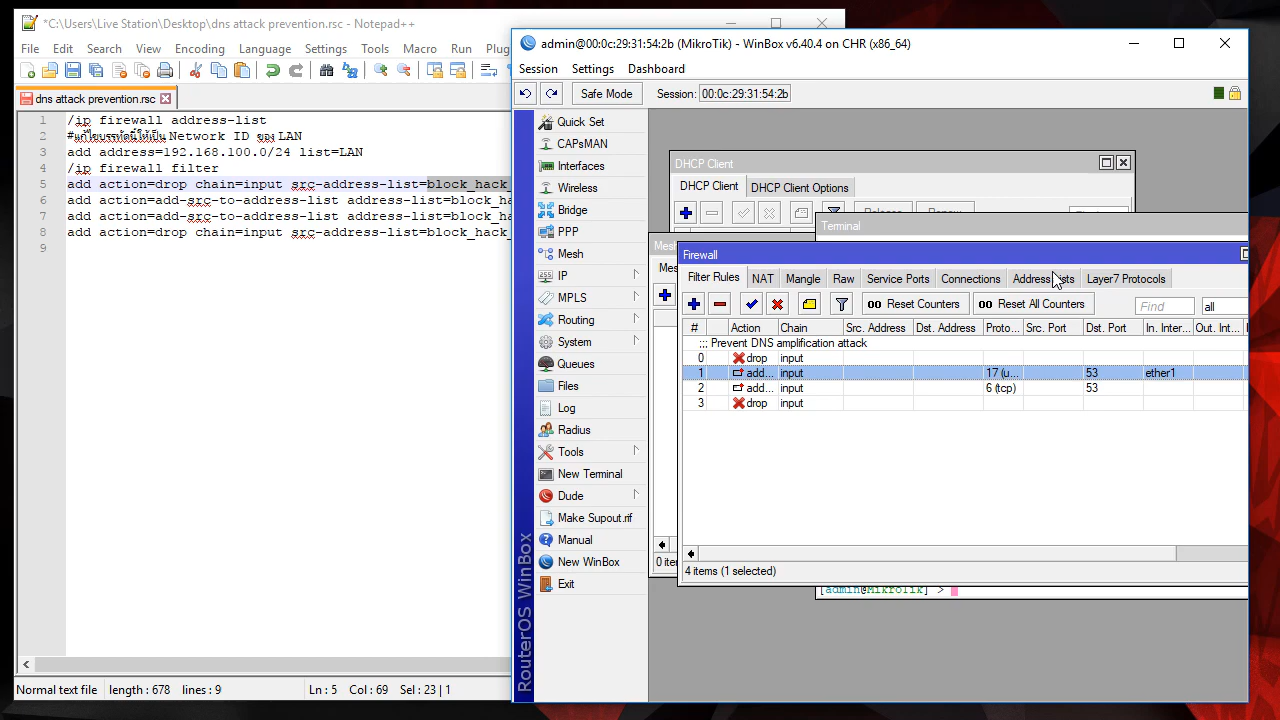 *C:\Users\Live Station\Desktop\dns attack prevention.rsc - Notepad++
File Edit Search View Encoding Language Settings Tools Macro Run Plug
dns attack prevention.rsc
1 /ip firewall address-list
2 #แก้ไขบรรทัดนี้ให้เป็น Network ID ของ LAN
3 add address=192.168.100.0/24 list=LAN
4 /ip firewall filter
5 add action=drop chain=input src-address-list=block_hack_
6 add action=add-src-to-address-list address-list=block_ha
7 add action=add-src-to-address-list address-list=block_ha
8 add action=drop chain=input src-address-list=block_hack_
9
Normal text file length : 678 lines : 9 Ln : 5 Col : 69 Sel : 23 | 1
admin@00:0c:29:31:54:2b (MikroTik) - WinBox v6.40.4 on CHR (x86_64)
Session Settings Dashboard
Safe Mode Session: 00:0c:29:31:54:2b
Quick Set
CAPsMAN
Interfaces
Wireless
Bridge
PPP
Mesh
IP
MPLS
Routing
System
Queues
Files
Log
Radius
Tools
New Terminal
Dude
Make Supout.rif
Manual
New WinBox
Exit
RouterOS WinBox
DHCP Client
DHCP Client DHCP Client Options
Release Renew
Terminal
Mesh
Mes
0 iter
Firewall
Filter Rules NAT Mangle Raw Service Ports Connections Address Lists Layer7 Protocols
00 Reset Counters 00 Reset All Counters Find all
# Action Chain Src. Address Dst. Address Proto... Src. Port Dst. Port In. Inter... Out. Int...
;;; Prevent DNS amplification attack
0 drop input
1 add... input 17 (u... 53 ether1
2 add... input 6 (tcp) 53
3 drop input
4 items (1 selected)
[admin@MikroTik] >